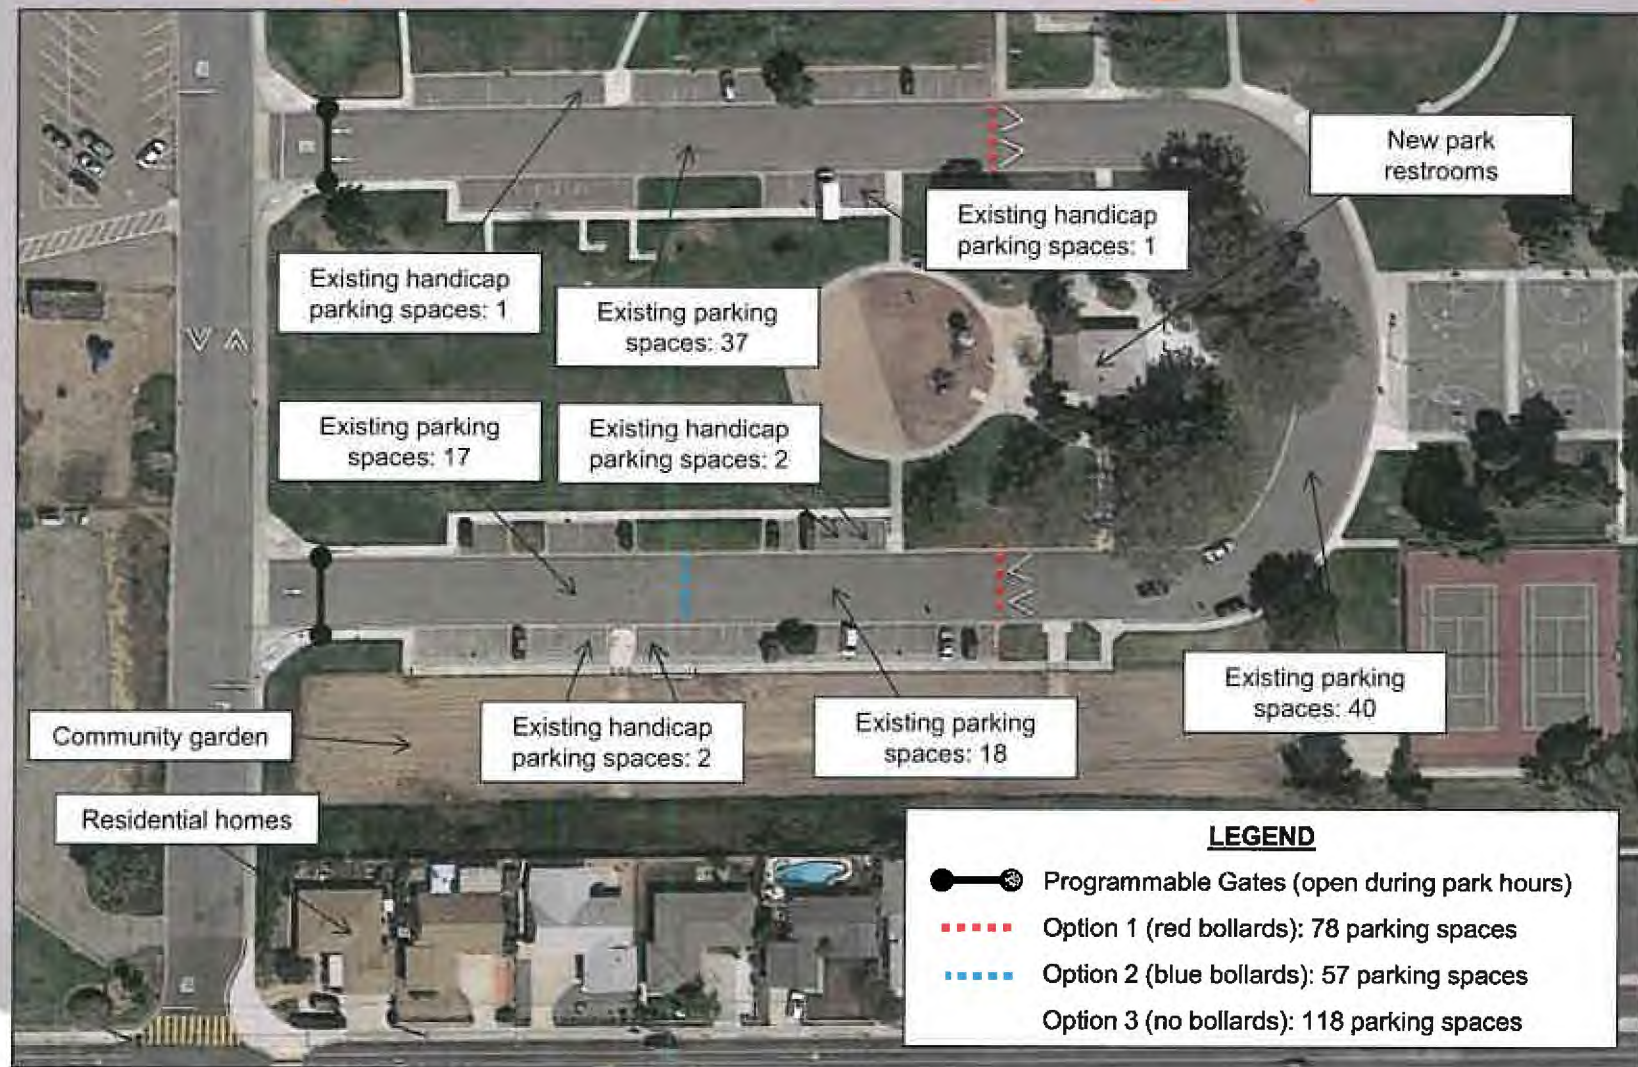 New park
restrooms
Existing handicap
parking spaces: 1
Existing handicap
parking spaces: 1
Existing parking
spaces: 37
Existing parking
spaces: 17
Existing handicap
parking spaces: 2
Existing parking
spaces: 40
Community garden
Existing handicap
parking spaces: 2
Existing parking
spaces: 18
Residential homes
LEGEND
Programmable Gates (open during park hours)
Option 1 (red bollards): 78 parking spaces
Option 2 (blue bollards): 57 parking spaces
Option 3 (no bollards): 118 parking spaces